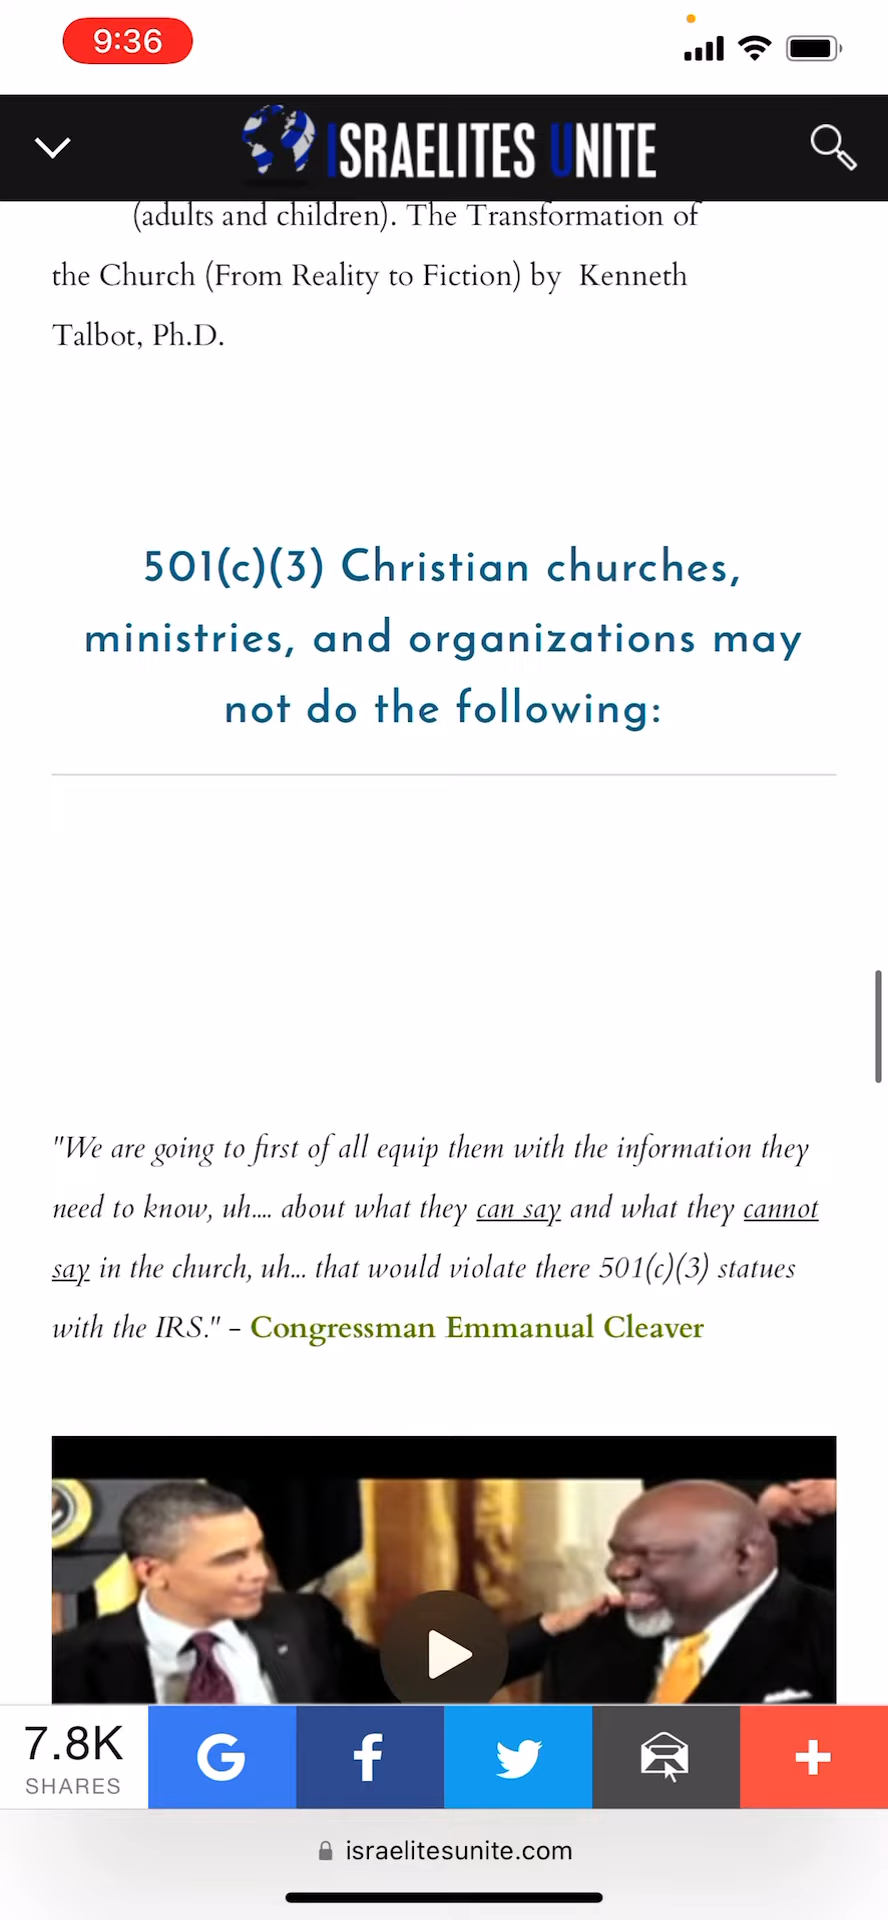 9:36
ISRAELITES UNITE
(adults and children). The Transformation of
the Church (From Reality to Fiction) by Kenneth
Talbot, Ph.D.
501(c)(3) Christian churches,
ministries, and organizations may
not do the following:
"We are going to first of all equip them with the information they
need to know, uh.... about what they can say and what they cannot
say in the church, uh... that would violate there 501(c)(3) statues
with the IRS." – Congressman Emmanual Cleaver
7.8K
SHARES
israelitesunite.com